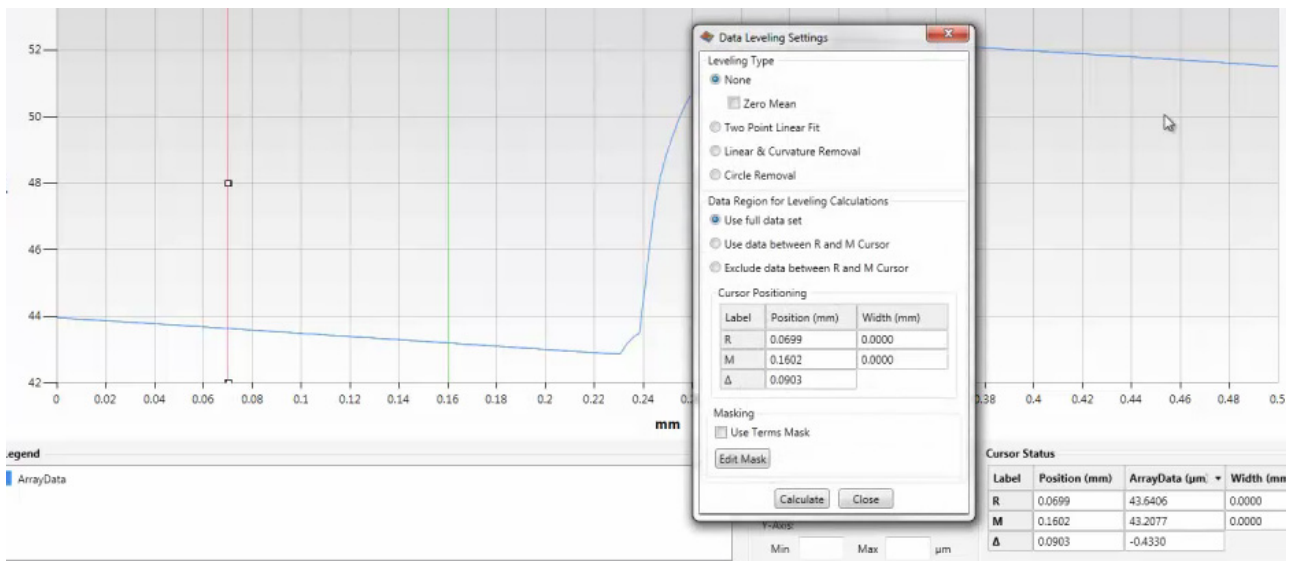 52
50
48
46
44
42
0 0.02 0.04 0.06 0.08 0.1 0.12 0.14 0.16 0.18 0.2 0.22 0.24 0.38 0.4 0.42 0.44 0.46 0.48 0.5
mm
Data Leveling Settings
Leveling Type
None
Zero Mean
Two Point Linear Fit
Linear & Curvature Removal
Circle Removal
Data Region for Leveling Calculations
Use full data set
Use data between R and M Cursor
Exclude data between R and M Cursor
Cursor Positioning
Label Position (mm) Width (mm)
R 0.0699 0.0000
M 0.1602 0.0000
Δ 0.0903
Masking
Use Terms Mask
Edit Mask
Calculate Close
egend
ArrayData
Y-Axis:
Min Max µm
Cursor Status
Label Position (mm) ArrayData (µm) Width (mm
R 0.0699 43.6406 0.0000
M 0.1602 43.2077 0.0000
Δ 0.0903 -0.4330